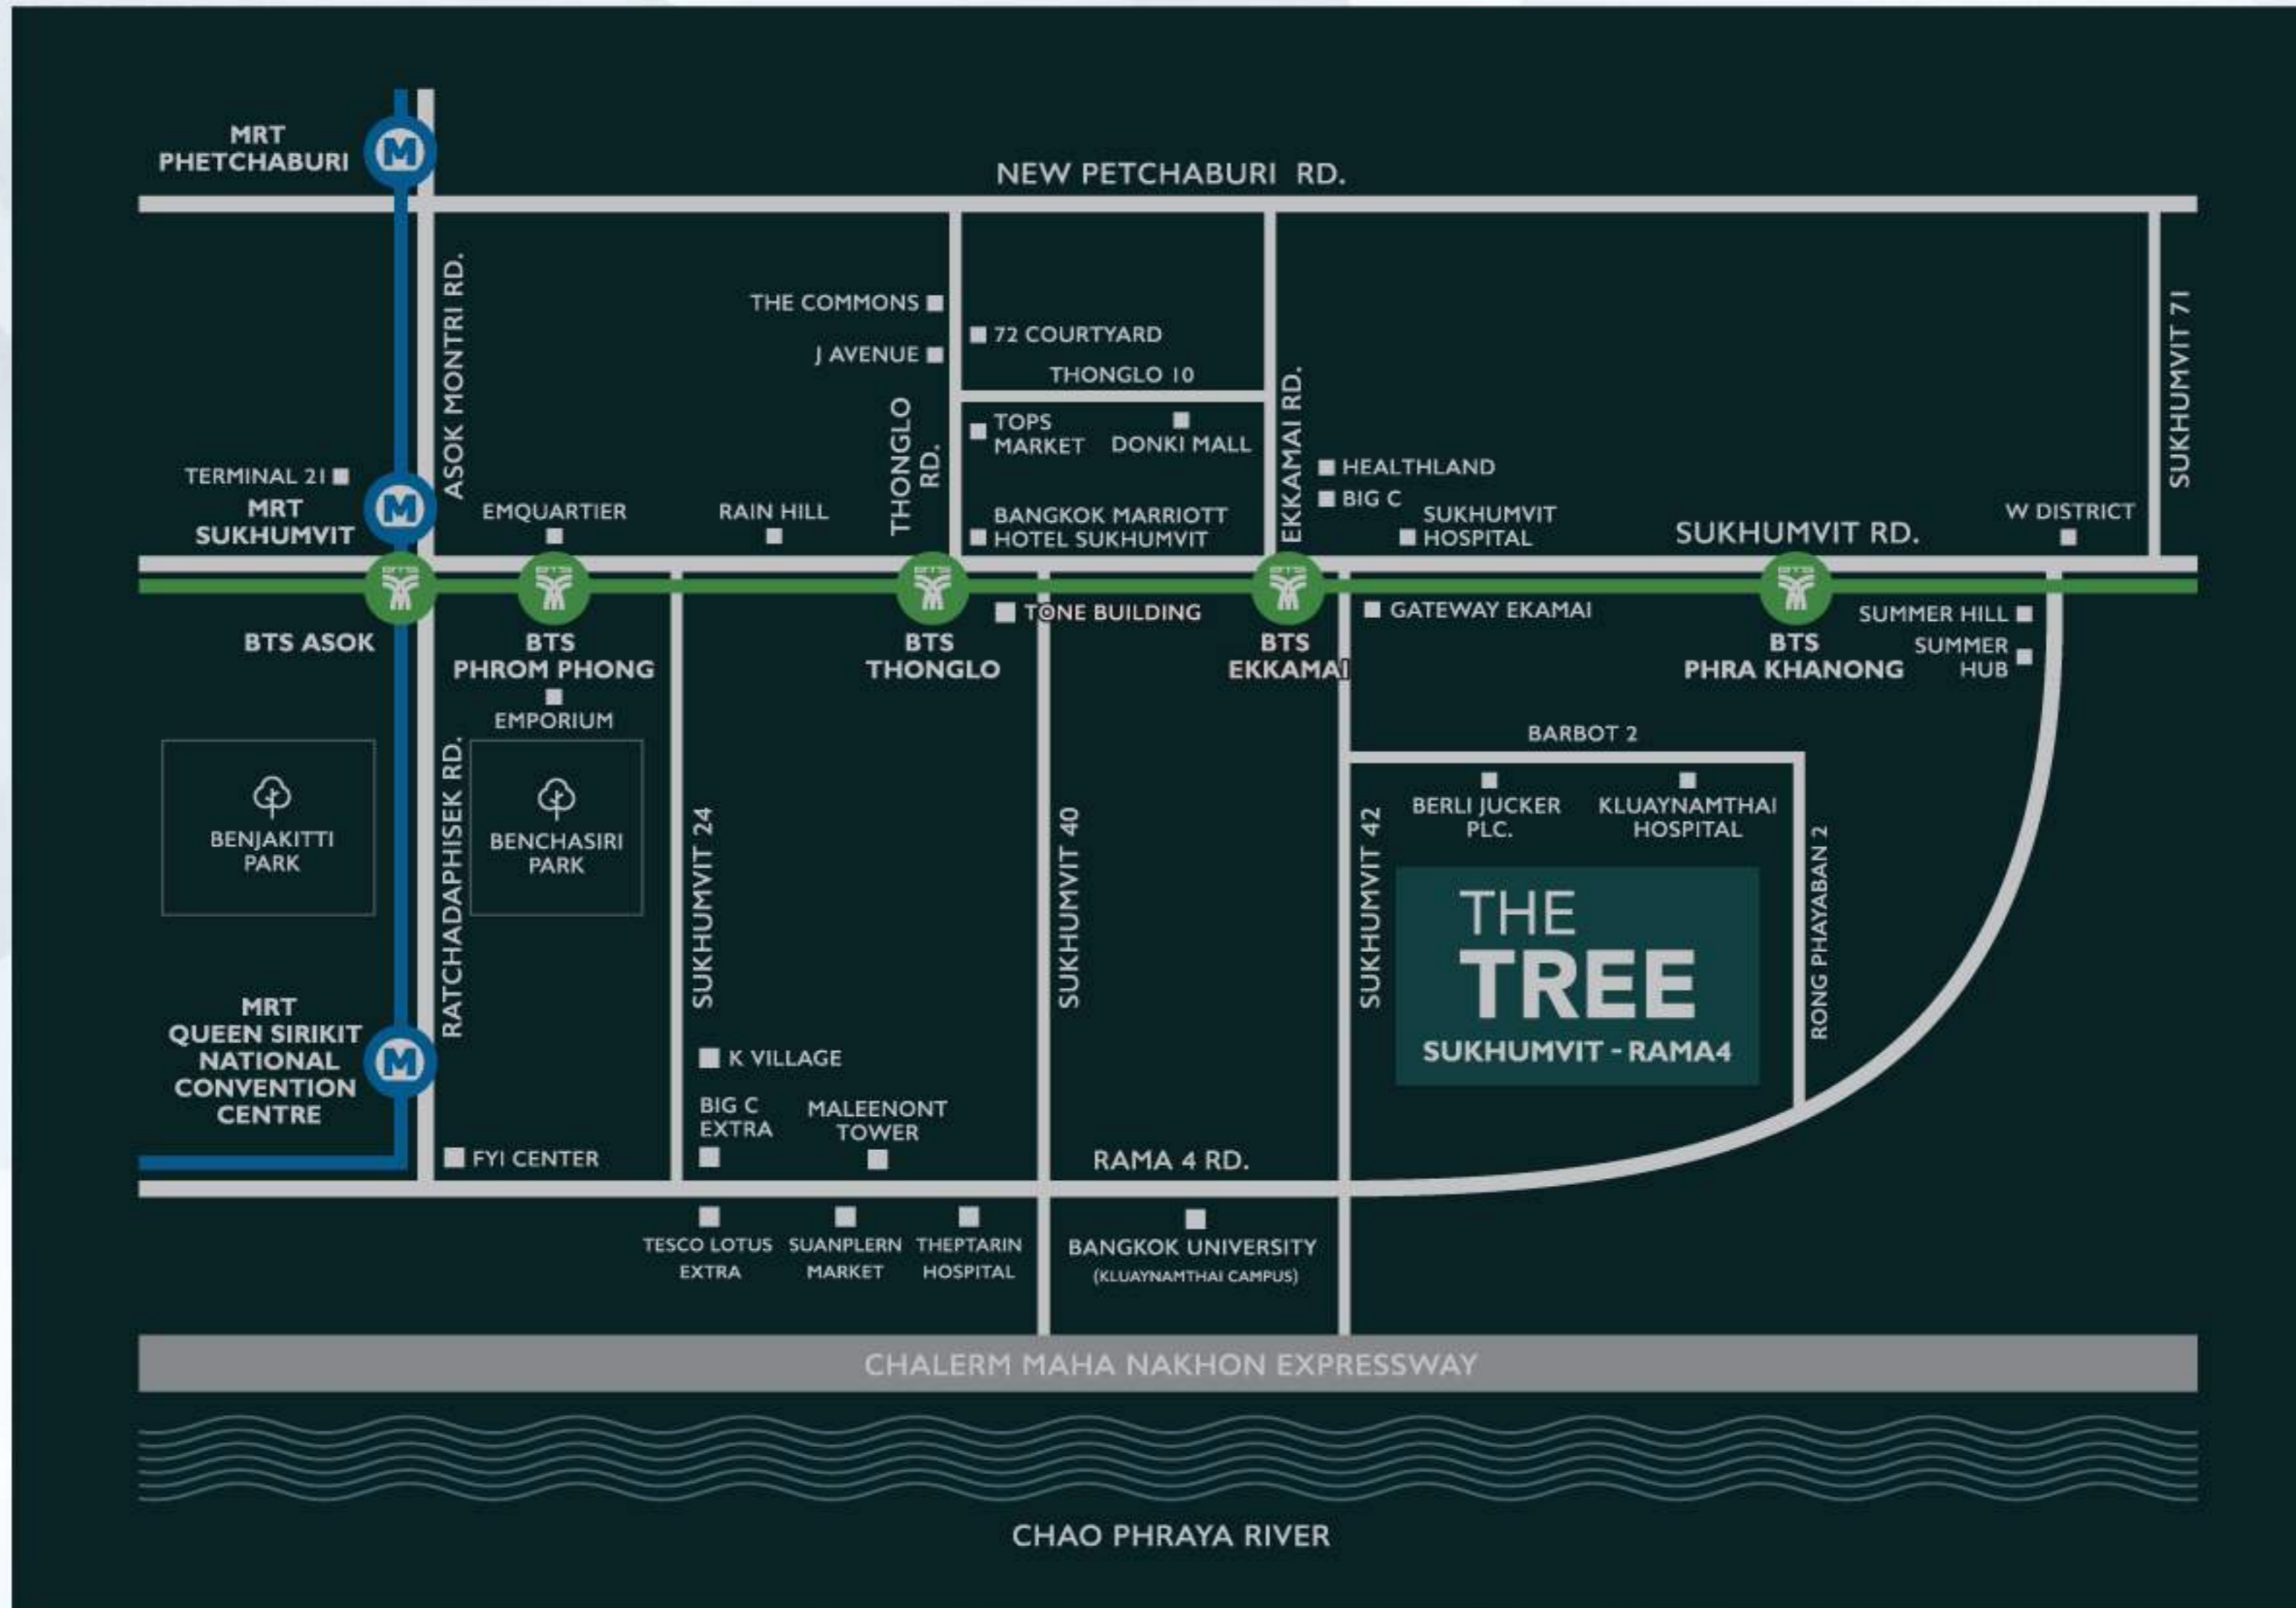 MRT
PHETCHABURI
NEW PETCHABURI RD.
ASOK MONTRI RD.
THE COMMONS
72 COURTYARD
J AVENUE
THONGLO 10
THONGLO
RD.
TOPS
MARKET
DONKI MALL
EKKAMAI RD.
SUKHUMVIT 71
HEALTHLAND
BIG C
TERMINAL 21
MRT
SUKHUMVIT
EMQUARTIER
RAIN HILL
BANGKOK MARRIOTT
HOTEL SUKHUMVIT
SUKHUMVIT
HOSPITAL
SUKHUMVIT RD.
W DISTRICT
BTS ASOK
BTS
PHROM PHONG
BTS
THONGLO
TONE BUILDING
BTS
EKKAMAI
GATEWAY EKAMAI
BTS
PHRA KHANONG
SUMMER HILL
SUMMER
HUB
EMPORIUM
BARBOT 2
BENJAKITTI
PARK
RATCHADAPHISEK RD.
BENCHASIRI
PARK
SUKHUMVIT 24
SUKHUMVIT 40
SUKHUMVIT 42
BERLI JUCKER
PLC.
KLUAYNAMTHAI
HOSPITAL
RONG PHAYABAN 2
THE
TREE
SUKHUMVIT - RAMA4
MRT
QUEEN SIRIKIT
NATIONAL
CONVENTION
CENTRE
K VILLAGE
BIG C
EXTRA
MALEENONT
TOWER
FYI CENTER
RAMA 4 RD.
TESCO LOTUS
EXTRA
SUANPLERN
MARKET
THEPTARIN
HOSPITAL
BANGKOK UNIVERSITY
(KLUAYNAMTHAI CAMPUS)
CHALERM MAHA NAKHON EXPRESSWAY
CHAO PHRAYA RIVER